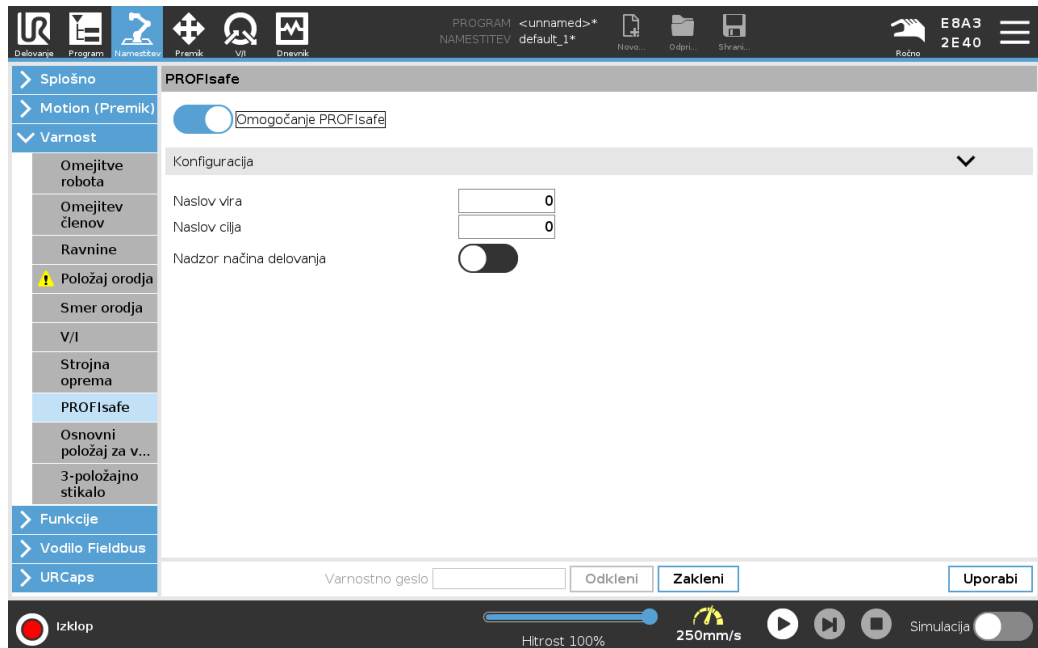 UR
PROGRAM <unnamed>*
NAMESTITEV default_1*
E8A3
2E40
Delovanje Program Namestitev Premik V/I Dnevnik Novo... Odpri... Shrani... Ročno
Splošno
Motion (Premik)
Varnost
Omejitve
robota
Omejitev
členov
Ravnine
Položaj orodja
Smer orodja
V/I
Strojna
oprema
PROFIsafe
Osnovni
položaj za v...
3-položajno
stikalo
Funkcije
Vodilo Fieldbus
URCaps
PROFIsafe
Omogočanje PROFIsafe
Konfiguracija
Naslov vira 0
Naslov cilja 0
Nadzor načina delovanja
Varnostno geslo Odkleni Zakleni Uporabi
Izklop
Hitrost 100%
250mm/s
Simulacija